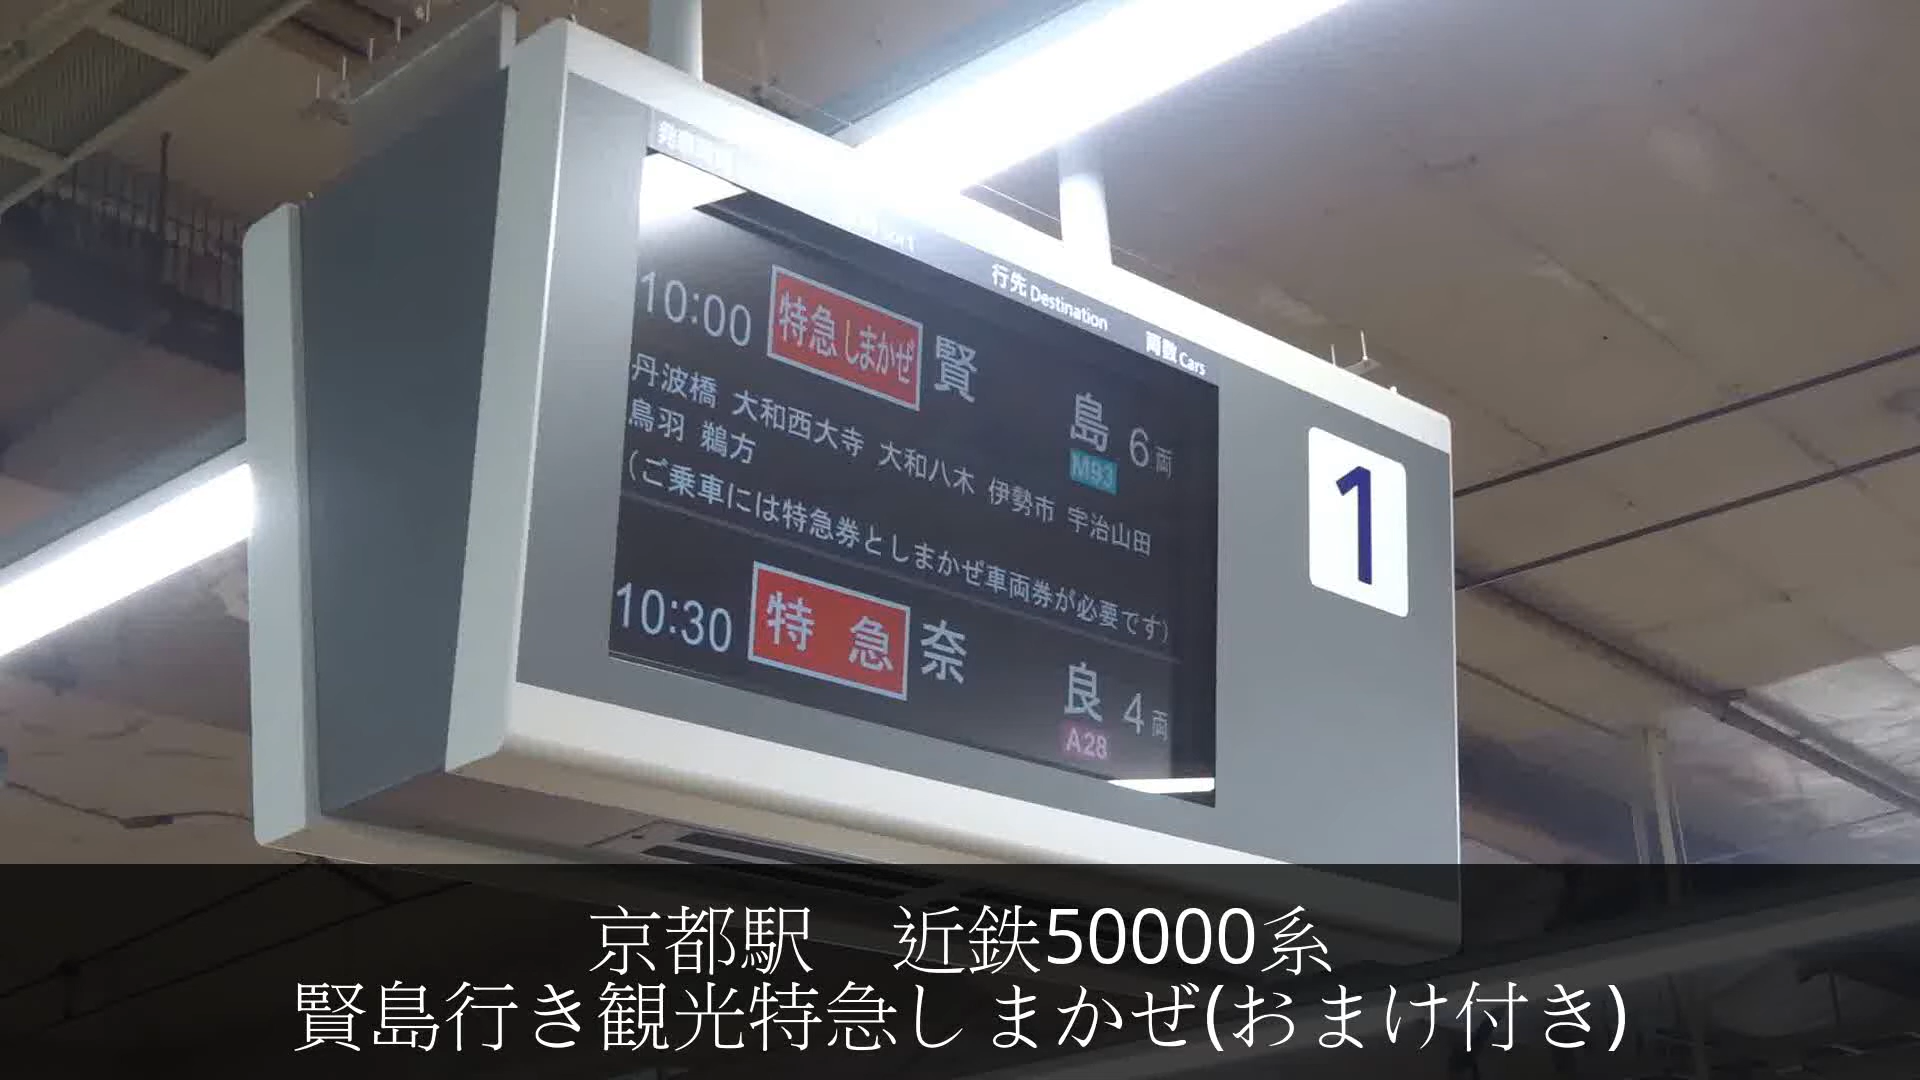 行先 Destination
両数 Cars
10:00 特急しまかぜ 賢島 6両
M93
丹波橋 大和西大寺 大和八木 伊勢市 宇治山田
鳥羽 鵜方
(ご乗車には特急券としまかぜ車両券が必要です)
10:30 特急 奈良 4両
A28
1
京都駅　近鉄50000系
賢島行き観光特急しまかぜ(おまけ付き)